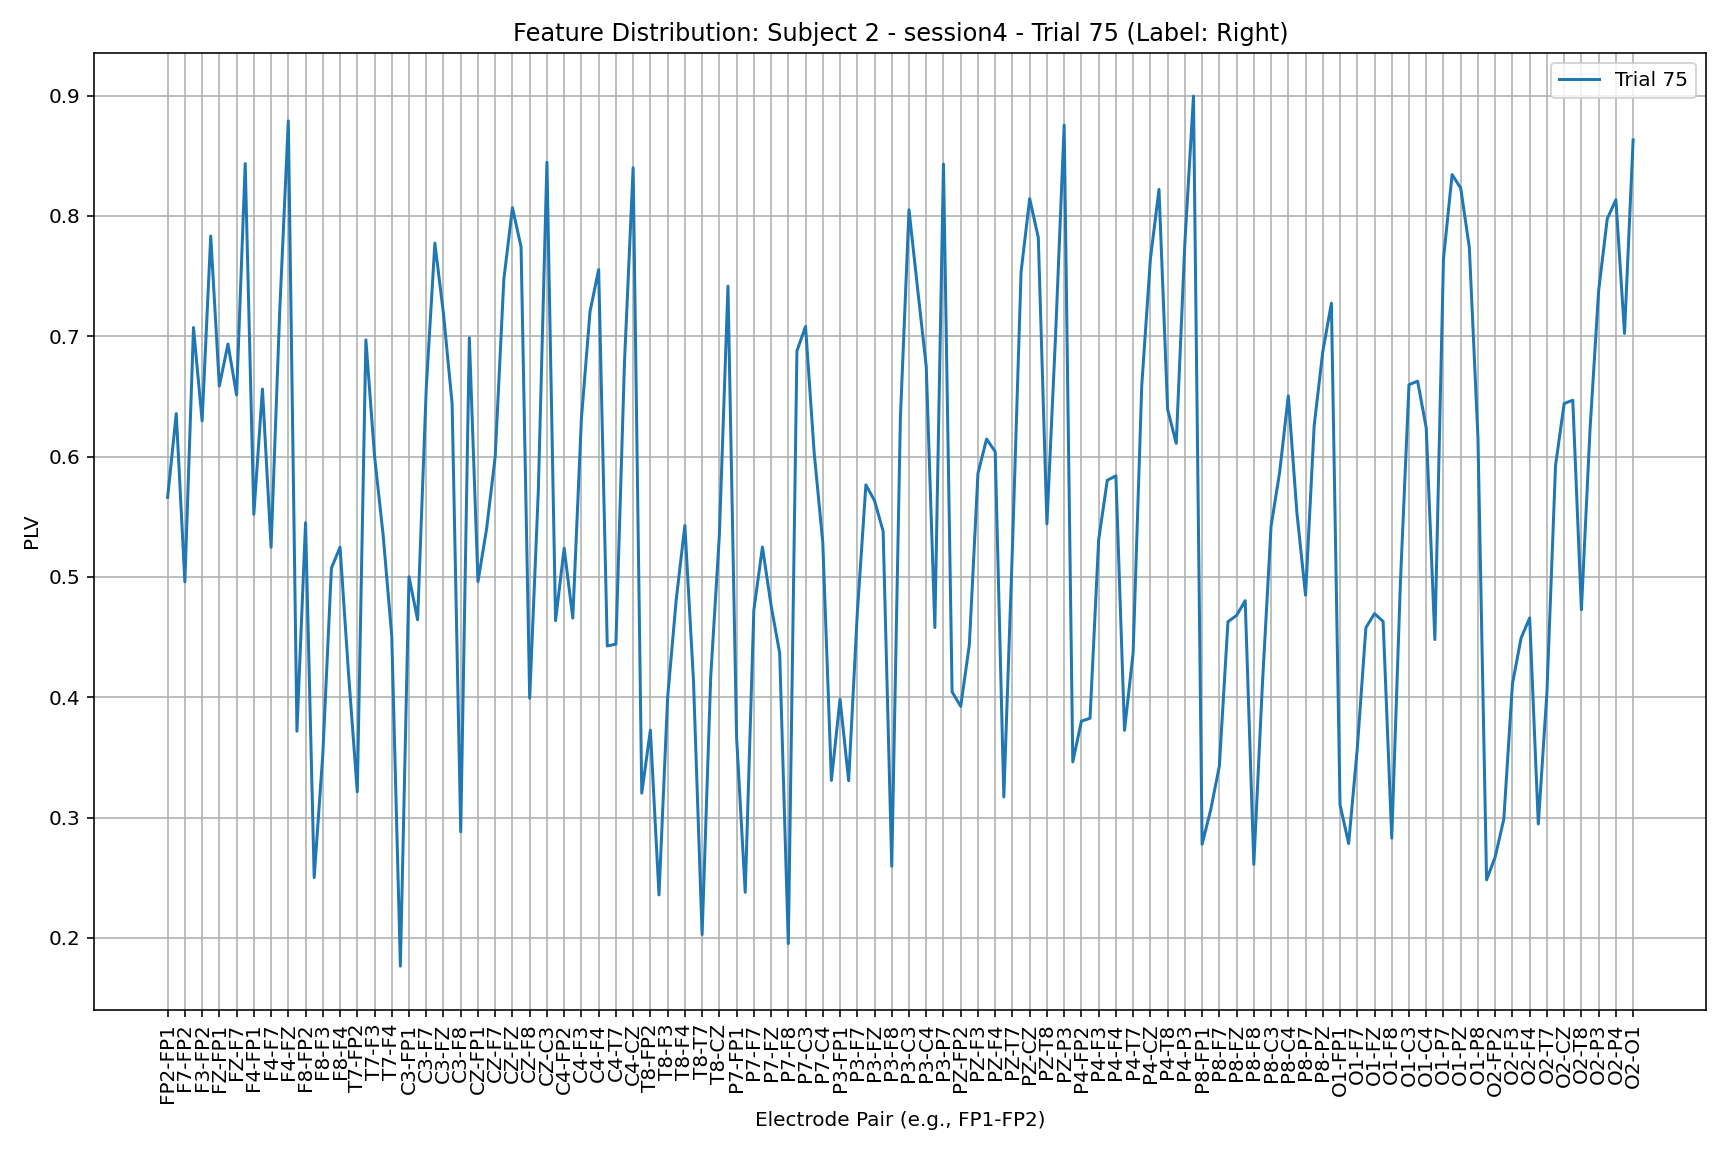 Feature Distribution: Subject 2 - session4 - Trial 75 (Label: Right)
Trial 75
PLV
0.9
0.8
0.7
0.6
0.5
0.4
0.3
0.2
FP2-FP1
F7-FP2
F3-FP2
FZ-FP1
FZ-F7
F4-FP1
F4-F7
F4-FZ
F8-FP2
F8-F3
F8-F4
T7-FP2
T7-F3
T7-F4
C3-FP1
C3-F7
C3-FZ
C3-F8
CZ-FP1
CZ-F7
CZ-FZ
CZ-F8
CZ-C3
C4-FP2
C4-F3
C4-F4
C4-T7
C4-CZ
T8-FP2
T8-F3
T8-F4
T8-T7
T8-CZ
P7-FP1
P7-F7
P7-FZ
P7-F8
P7-C3
P7-C4
P3-FP1
P3-F7
P3-FZ
P3-F8
P3-C3
P3-C4
P3-P7
PZ-FP2
PZ-F3
PZ-F4
PZ-T7
PZ-CZ
PZ-T8
PZ-P3
P4-FP2
P4-F3
P4-F4
P4-T7
P4-CZ
P4-T8
P4-P3
P8-FP1
P8-F7
P8-FZ
P8-F8
P8-C3
P8-C4
P8-P7
P8-PZ
O1-FP1
O1-F7
O1-FZ
O1-F8
O1-C3
O1-C4
O1-P7
O1-PZ
O1-P8
O2-FP2
O2-F3
O2-F4
O2-T7
O2-CZ
O2-T8
O2-P3
O2-P4
O2-O1
Electrode Pair (e.g., FP1-FP2)